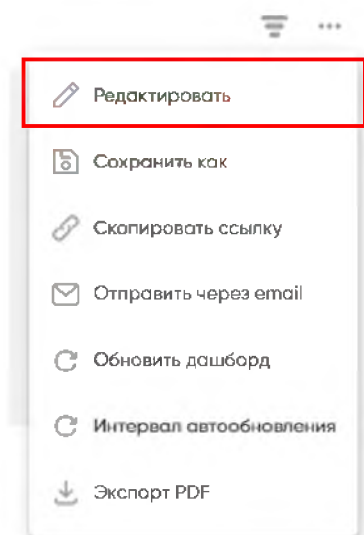 Редактировать
Сохранить как
Скопировать ссылку
Отправить через email
Обновить дашборд
Интервал автообновления
Экспорт PDF